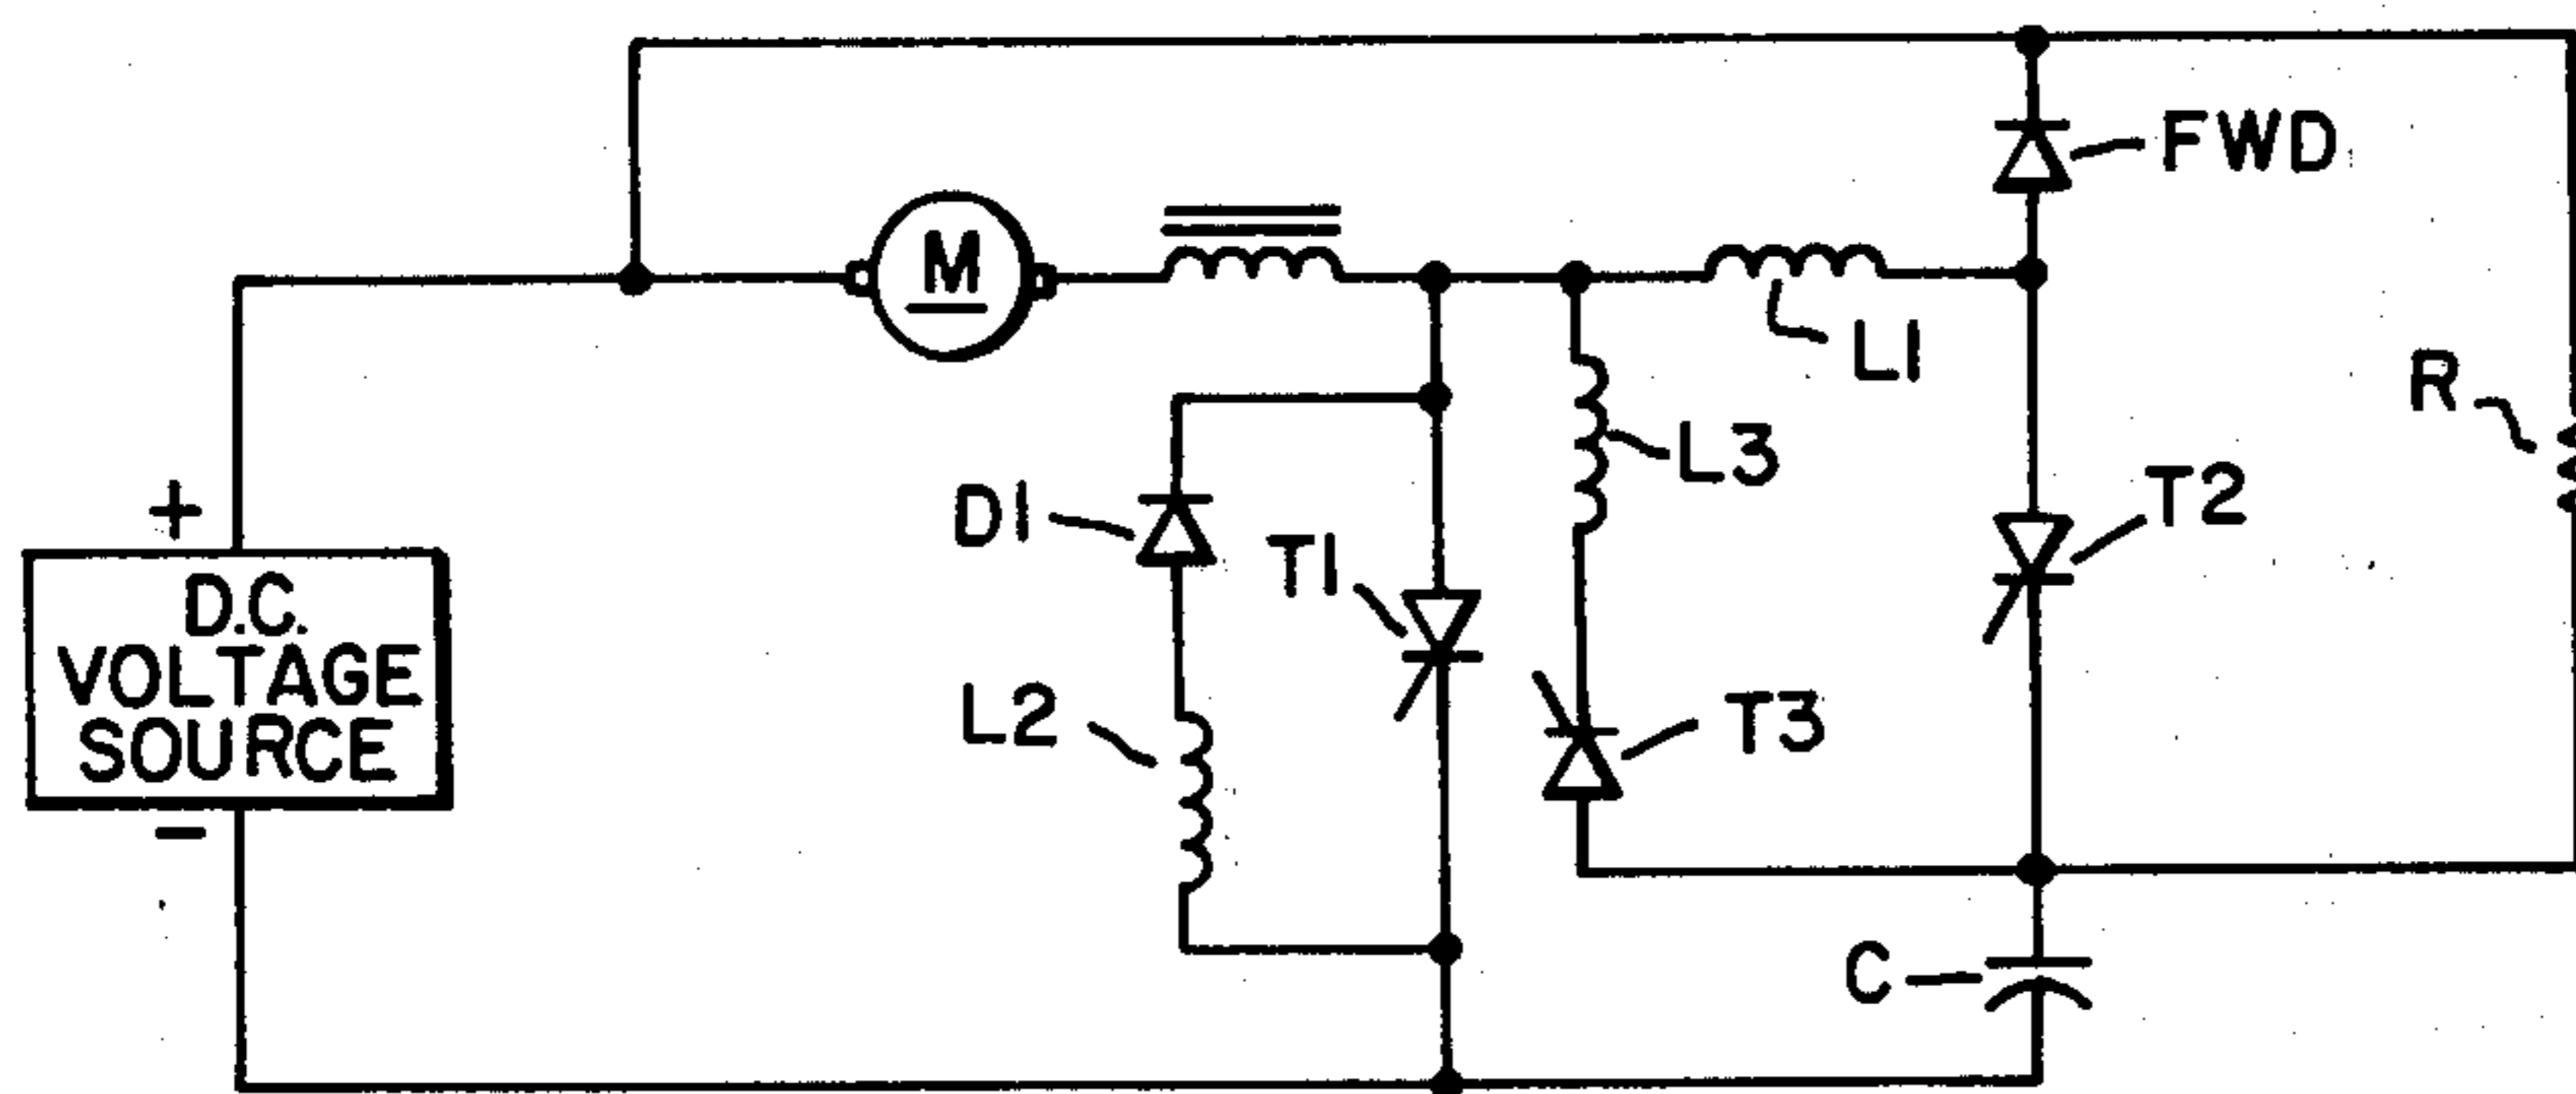 FWD
M
L1
R
L3
D1
T1
T2
+
D.C.
VOLTAGE
SOURCE
L2
T3
−
C